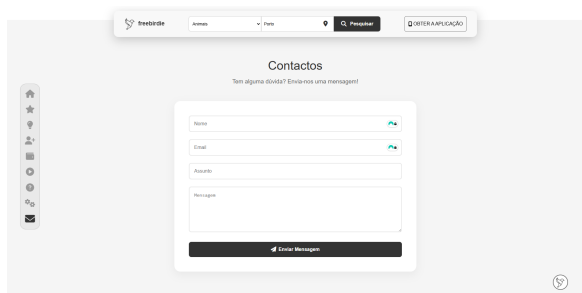 freebirdie
Animais
Porto
Pesquisar
OBTER A APLICAÇÃO
Contactos
Tem alguma dúvida? Envia-nos uma mensagem!
Nome
Email
Assunto
Mensagem
Enviar Mensagem